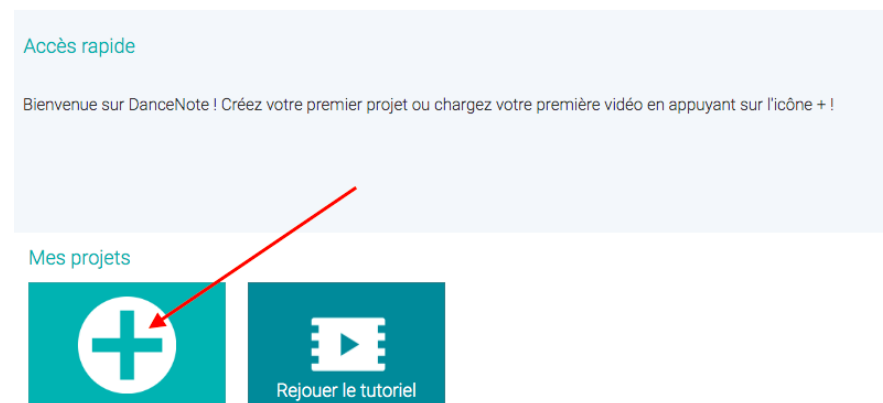 Accès rapide
Bienvenue sur DanceNote ! Créez votre premier projet ou chargez votre première vidéo en appuyant sur l'icône + !
Mes projets
Rejouer le tutoriel